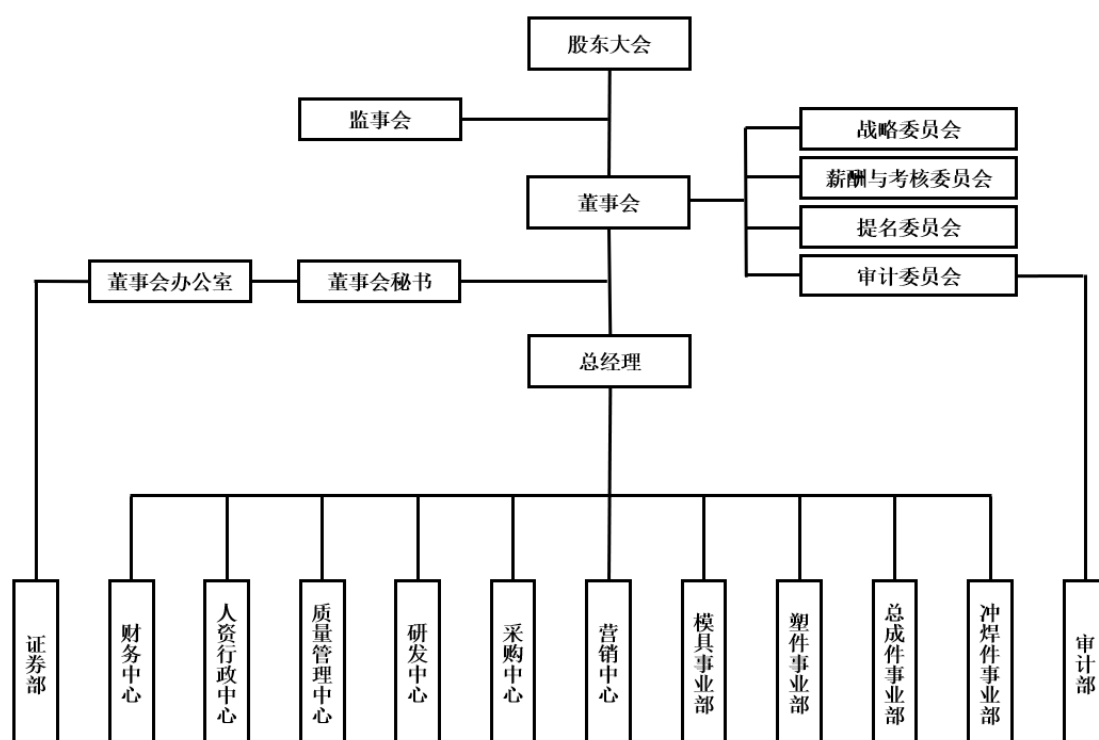 股东大会
监事会
战略委员会
薪酬与考核委员会
董事会
提名委员会
董事会办公室
董事会秘书
审计委员会
总经理
证券部
财务中心
人资行政中心
质量管理中心
研发中心
采购中心
营销中心
模具事业部
塑件事业部
总成件事业部
冲焊件事业部
审计部